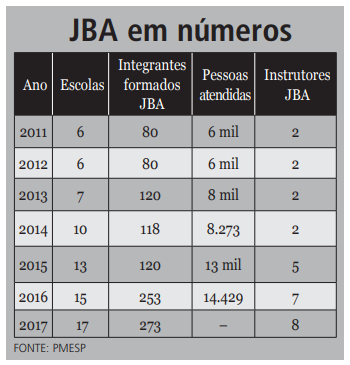 JBA em números
Ano Escolas Integrantes formados JBA Pessoas atendidas Instrutores JBA
2011 6 80 6 mil 2
2012 6 80 6 mil 2
2013 7 120 8 mil 2
2014 10 118 8.273 2
2015 13 120 13 mil 5
2016 15 253 14.429 7
2017 17 273 – 8
FONTE: PMESP